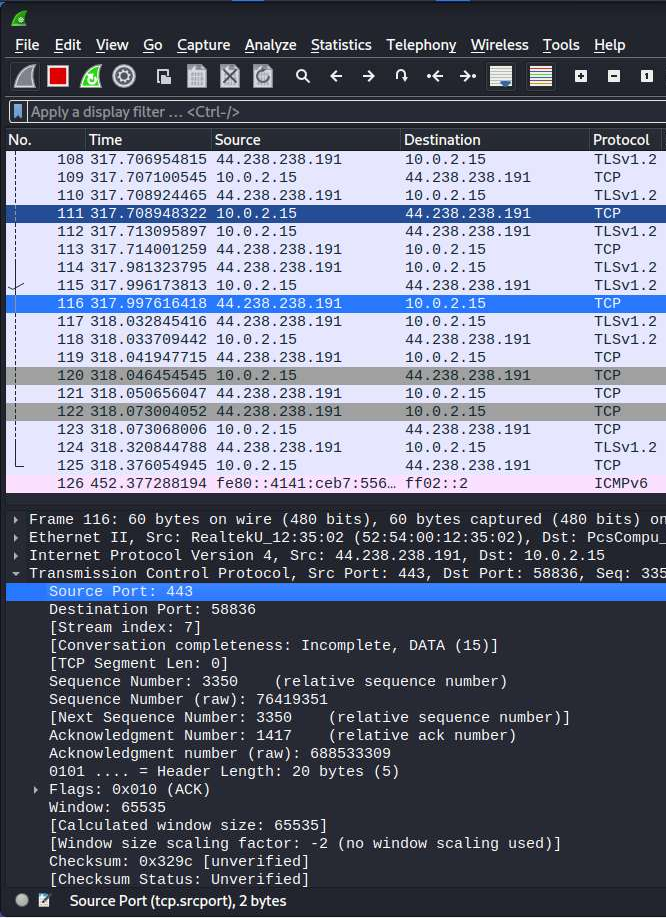 File Edit View Go Capture Analyze Statistics Telephony Wireless Tools Help
Apply a display filter … <Ctrl-/>
No. Time Source Destination Protocol
108 317.706954815 44.238.238.191 10.0.2.15 TLSv1.2
109 317.707100545 10.0.2.15 44.238.238.191 TCP
110 317.708924465 44.238.238.191 10.0.2.15 TLSv1.2
111 317.708948322 10.0.2.15 44.238.238.191 TCP
112 317.713095897 10.0.2.15 44.238.238.191 TLSv1.2
113 317.714001259 44.238.238.191 10.0.2.15 TCP
114 317.981323795 44.238.238.191 10.0.2.15 TLSv1.2
115 317.996173813 10.0.2.15 44.238.238.191 TLSv1.2
116 317.997616418 44.238.238.191 10.0.2.15 TCP
117 318.032845416 44.238.238.191 10.0.2.15 TLSv1.2
118 318.033709442 10.0.2.15 44.238.238.191 TLSv1.2
119 318.041947715 44.238.238.191 10.0.2.15 TCP
120 318.046454545 10.0.2.15 44.238.238.191 TCP
121 318.050656047 44.238.238.191 10.0.2.15 TCP
122 318.073004052 44.238.238.191 10.0.2.15 TCP
123 318.073068006 10.0.2.15 44.238.238.191 TCP
124 318.320844788 44.238.238.191 10.0.2.15 TLSv1.2
125 318.376054945 10.0.2.15 44.238.238.191 TCP
126 452.377288194 fe80::4141:ceb7:556… ff02::2 ICMPv6
Frame 116: 60 bytes on wire (480 bits), 60 bytes captured (480 bits) on
Ethernet II, Src: RealtekU_12:35:02 (52:54:00:12:35:02), Dst: PcsCompu_
Internet Protocol Version 4, Src: 44.238.238.191, Dst: 10.0.2.15
Transmission Control Protocol, Src Port: 443, Dst Port: 58836, Seq: 335
Source Port: 443
Destination Port: 58836
[Stream index: 7]
[Conversation completeness: Incomplete, DATA (15)]
[TCP Segment Len: 0]
Sequence Number: 3350 (relative sequence number)
Sequence Number (raw): 76419351
[Next Sequence Number: 3350 (relative sequence number)]
Acknowledgment Number: 1417 (relative ack number)
Acknowledgment number (raw): 688533309
0101 .... = Header Length: 20 bytes (5)
Flags: 0x010 (ACK)
Window: 65535
[Calculated window size: 65535]
[Window size scaling factor: -2 (no window scaling used)]
Checksum: 0x329c [unverified]
[Checksum Status: Unverified]
Source Port (tcp.srcport), 2 bytes